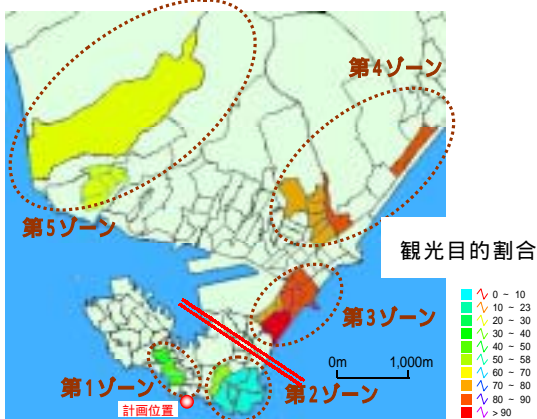 第4ゾーン
第5ゾーン
観光目的割合
第3ゾーン
0m 1,000m
第1ゾーン
第2ゾーン
計画位置
0 ~ 10
10 ~ 23
20 ~ 30
30 ~ 40
40 ~ 50
50 ~ 58
60 ~ 70
70 ~ 80
80 ~ 90
> 90